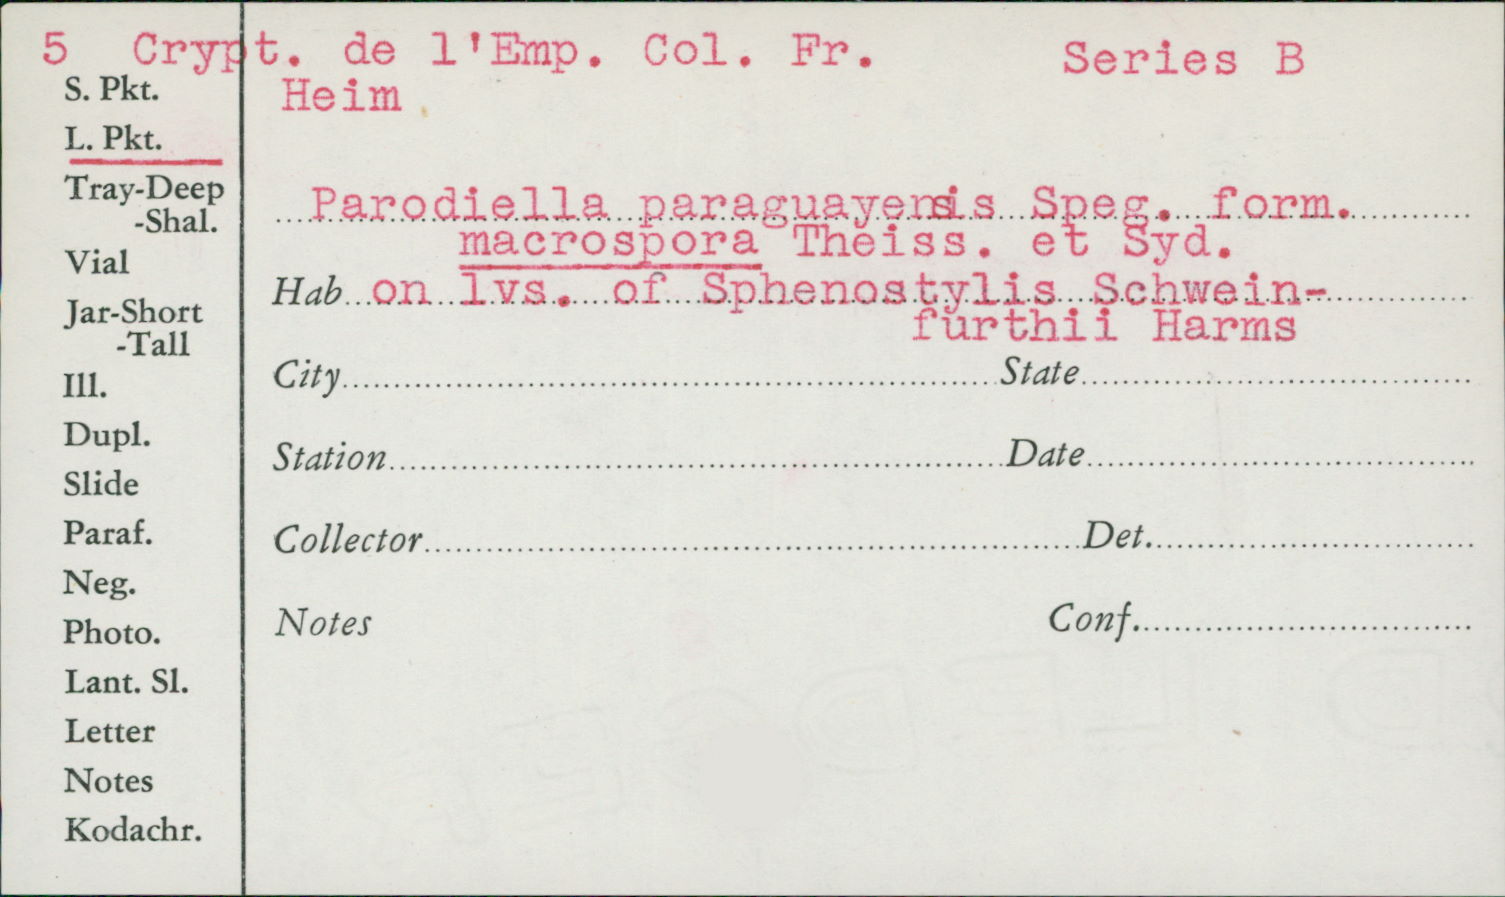 5 Crypt. de l'Emp. Col. Fr. Series B
Heim
S. Pkt.
L. Pkt.
Tray-Deep
-Shal.
Vial
Jar-Short
-Tall
Ill.
Dupl.
Slide
Paraf.
Neg.
Photo.
Lant. Sl.
Letter
Notes
Kodachr.
Parodiella paraguayensis Speg. form.
macrospora Theiss. et Syd.
Hab on lvs. of Sphenostylis Schwein-
furthii Harms
City State
Station Date
Collector Det.
Notes Conf.